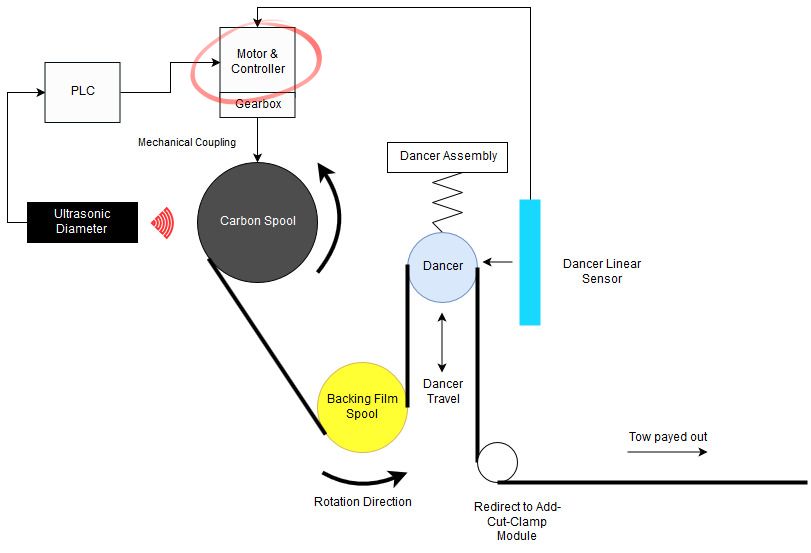 Motor &
Controller
PLC
Gearbox
Mechanical Coupling
Dancer Assembly
Ultrasonic
Diameter
Carbon Spool
Dancer
Dancer Linear
Sensor
Dancer
Travel
Backing Film
Spool
Tow payed out
Rotation Direction
Redirect to Add-
Cut-Clamp
Module